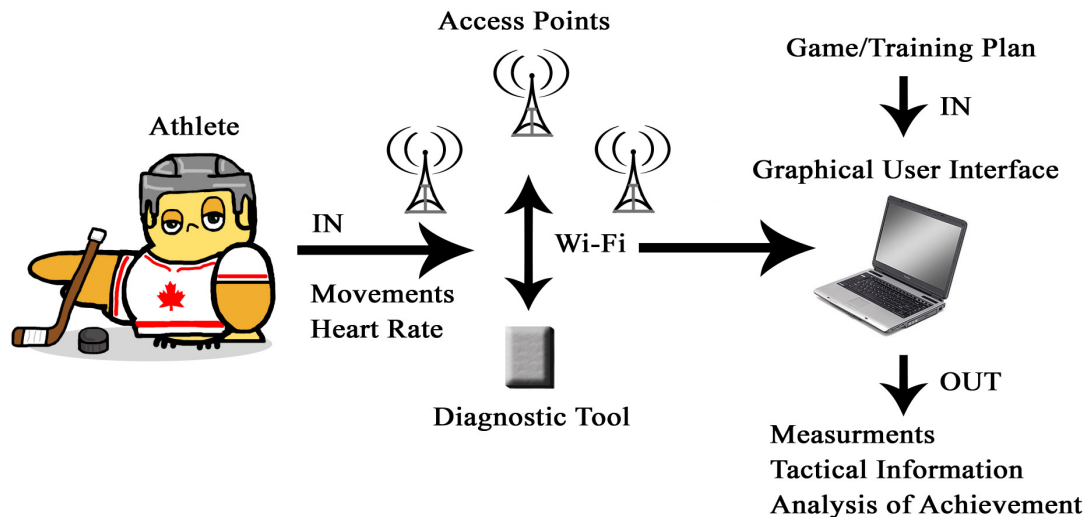 Access Points
Game/Training Plan
IN
Athlete
Graphical User Interface
IN
Wi-Fi
Movements
Heart Rate
Diagnostic Tool
OUT
Measurments
Tactical Information
Analysis of Achievement